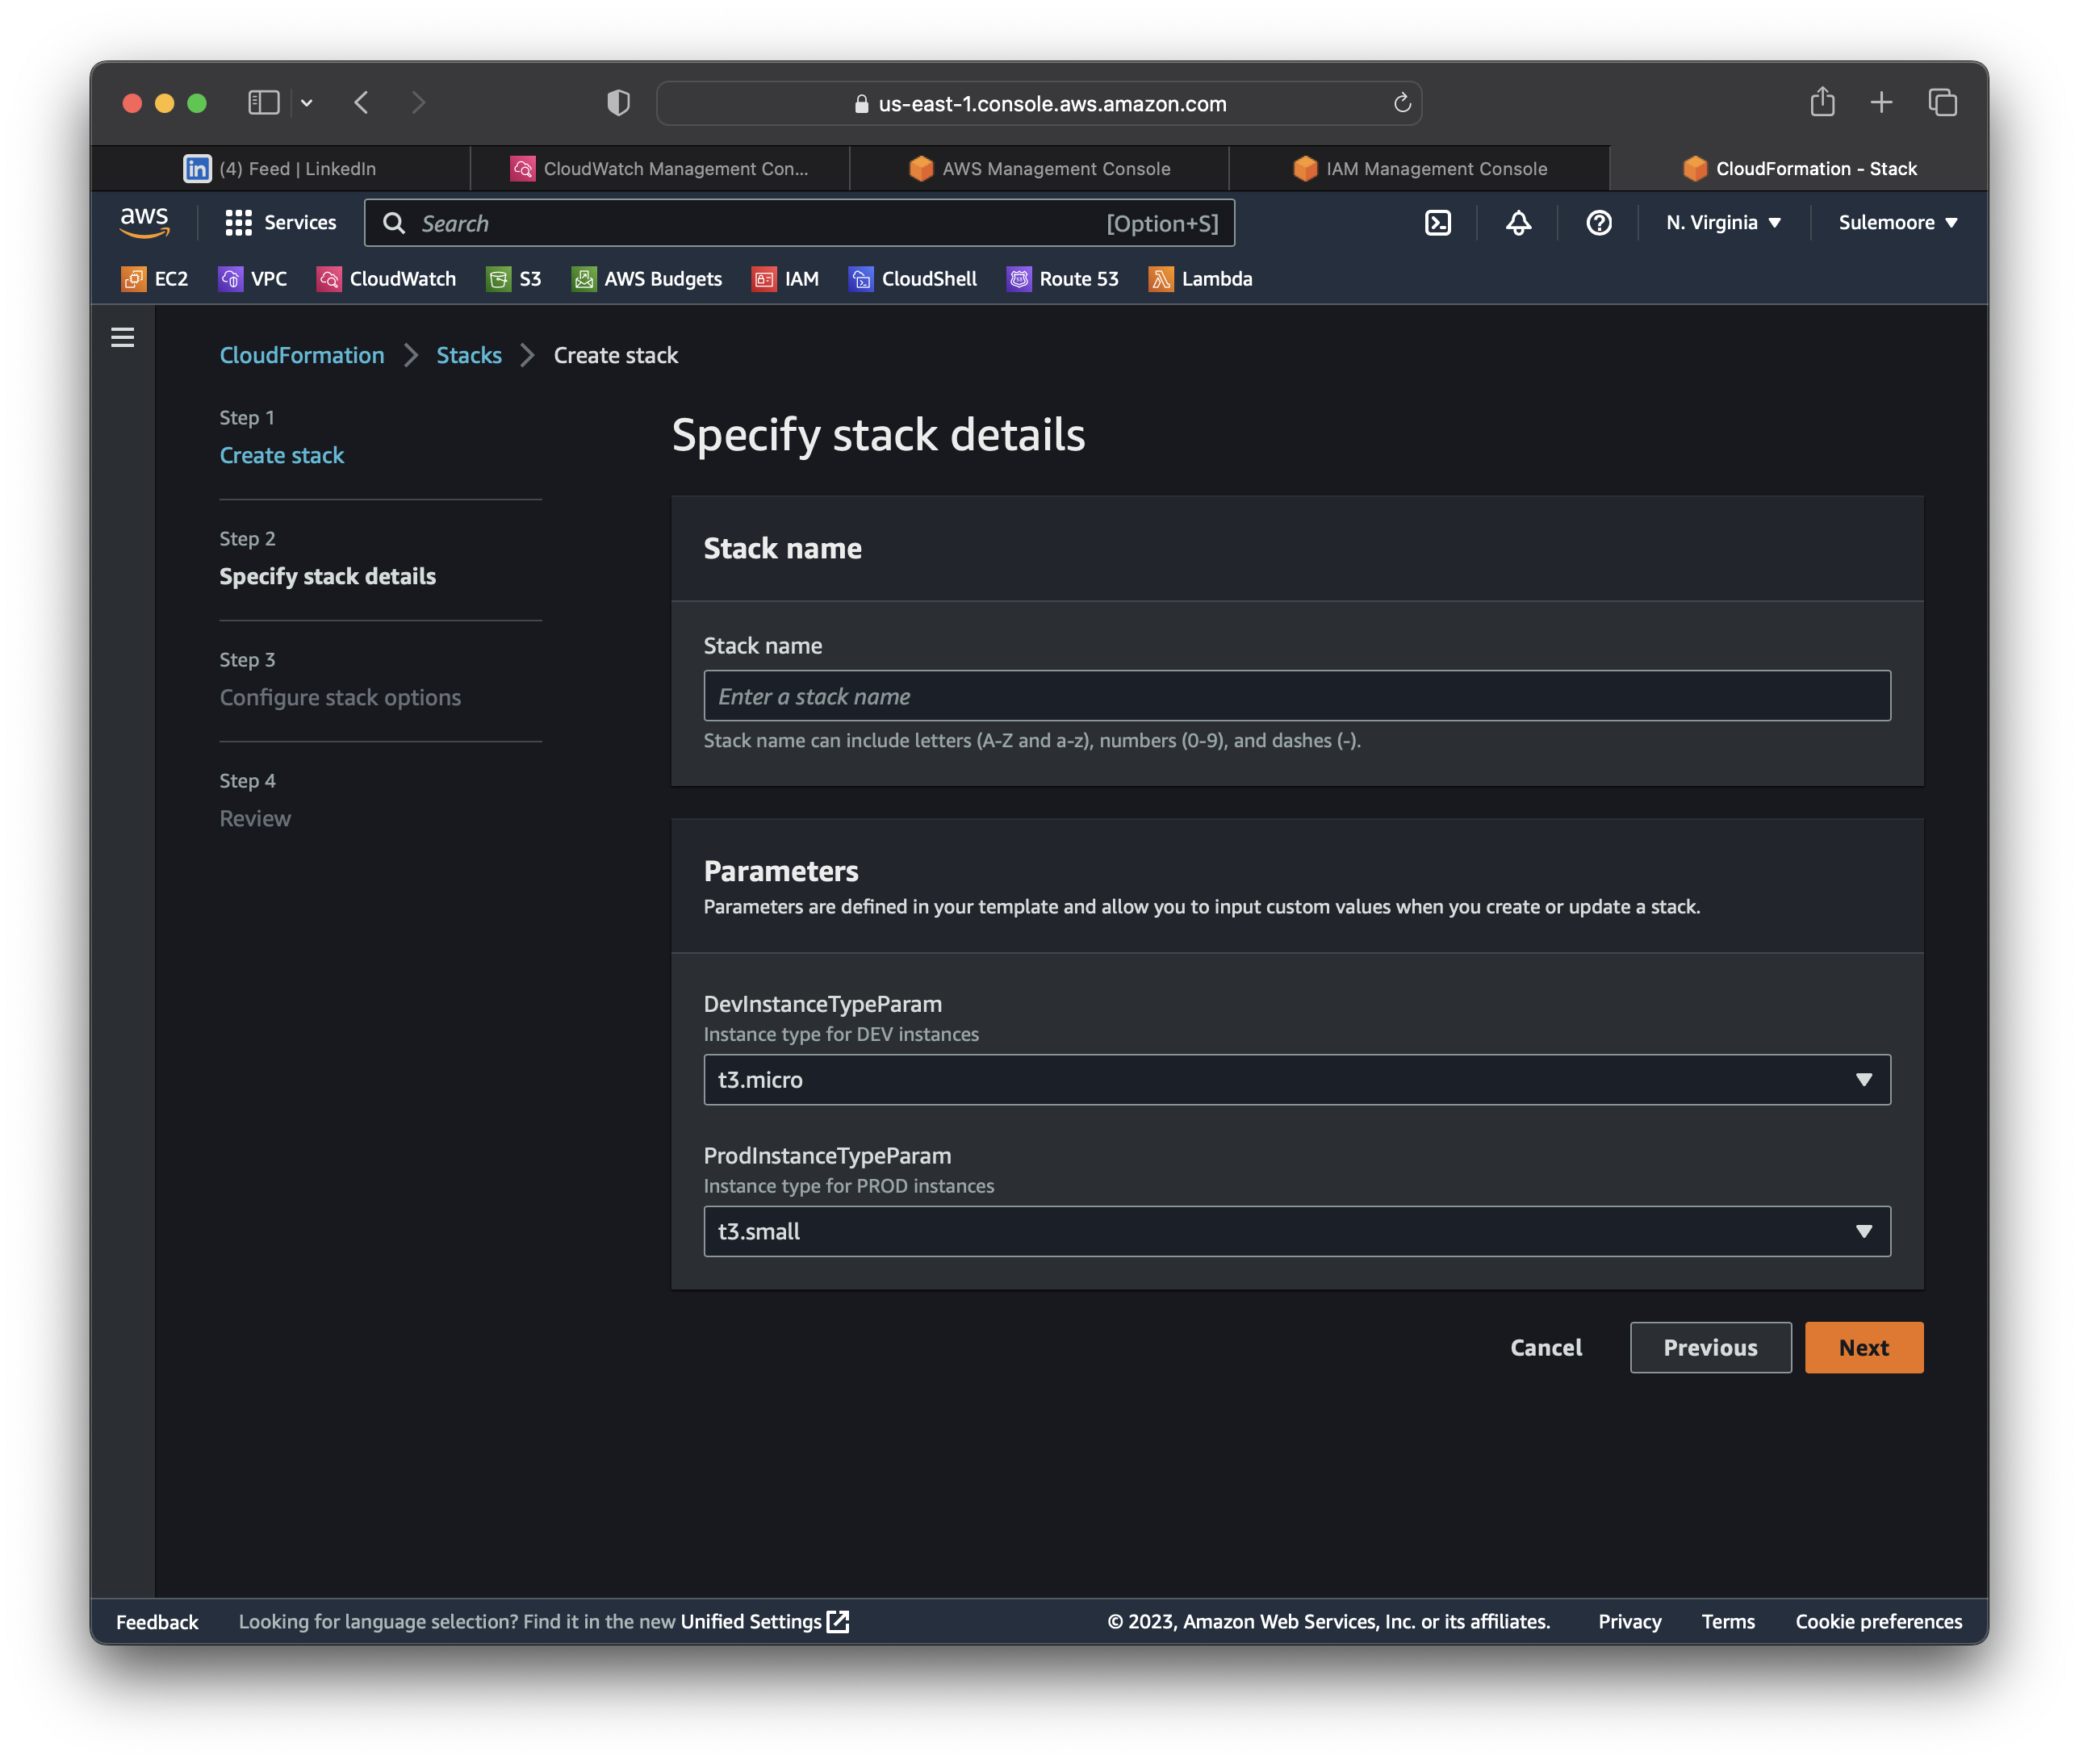 us-east-1.console.aws.amazon.com
(4) Feed | LinkedIn
CloudWatch Management Con...
AWS Management Console
IAM Management Console
CloudFormation - Stack
aws
Services
Search
[Option+S]
N. Virginia
Sulemoore
EC2
VPC
CloudWatch
S3
AWS Budgets
IAM
CloudShell
Route 53
Lambda
CloudFormation
Stacks
Create stack
Step 1
Create stack
Step 2
Specify stack details
Step 3
Configure stack options
Step 4
Review
Specify stack details
Stack name
Stack name
Enter a stack name
Stack name can include letters (A-Z and a-z), numbers (0-9), and dashes (-).
Parameters
Parameters are defined in your template and allow you to input custom values when you create or update a stack.
DevInstanceTypeParam
Instance type for DEV instances
t3.micro
ProdInstanceTypeParam
Instance type for PROD instances
t3.small
Cancel
Previous
Next
Feedback
Looking for language selection? Find it in the new Unified Settings
© 2023, Amazon Web Services, Inc. or its affiliates.
Privacy
Terms
Cookie preferences